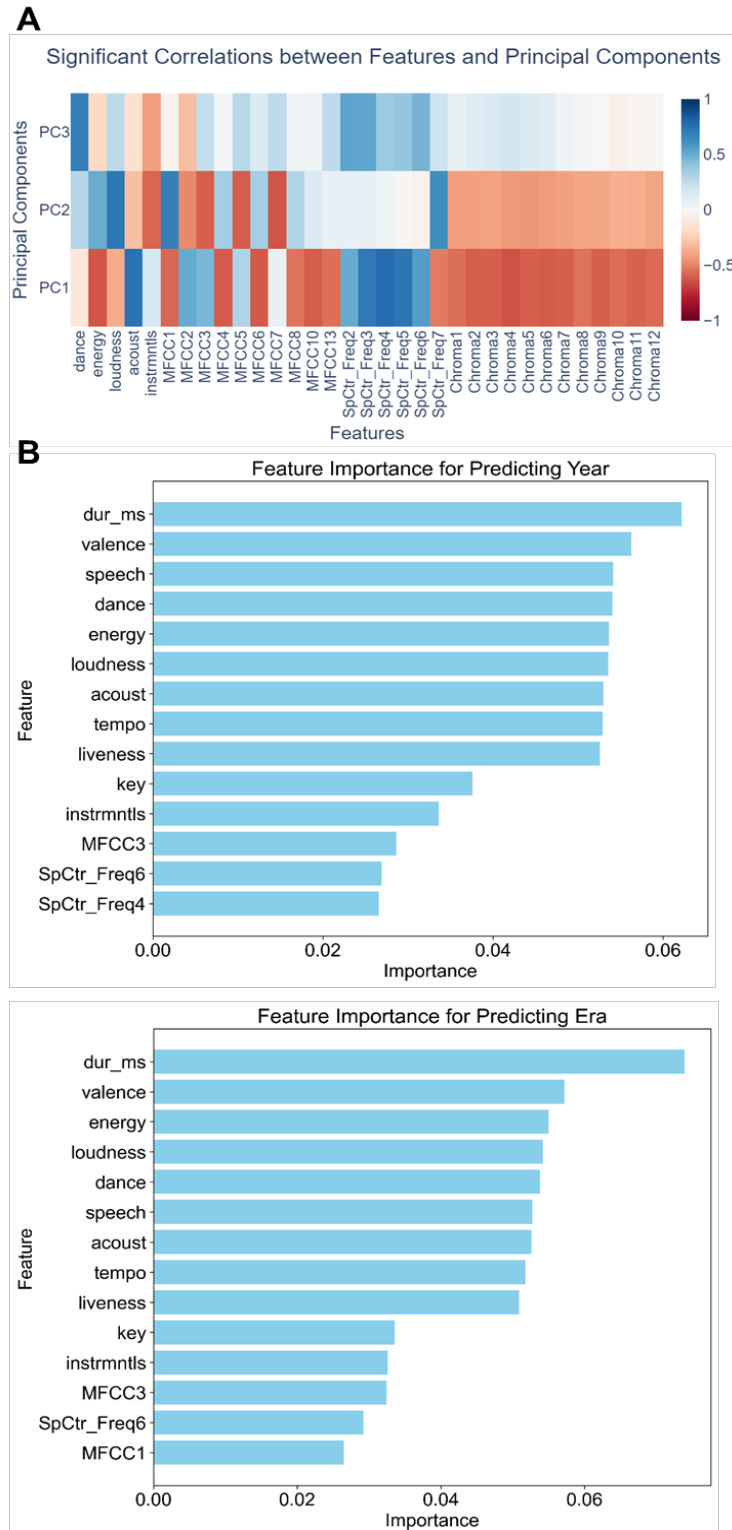 A
Significant Correlations between Features and Principal Components
Principal Components
PC3
PC2
PC1
1
0.5
0
−0.5
−1
dance
energy
loudness
acoust
instrmntls
MFCC1
MFCC2
MFCC3
MFCC4
MFCC5
MFCC6
MFCC7
MFCC8
MFCC10
MFCC13
SpCtr_Freq2
SpCtr_Freq3
SpCtr_Freq4
SpCtr_Freq5
SpCtr_Freq6
SpCtr_Freq7
Chroma1
Chroma2
Chroma3
Chroma4
Chroma5
Chroma6
Chroma7
Chroma8
Chroma9
Chroma10
Chroma11
Chroma12
Features
B
Feature Importance for Predicting Year
Feature
dur_ms
valence
speech
dance
energy
loudness
acoust
tempo
liveness
key
instrmntls
MFCC3
SpCtr_Freq6
SpCtr_Freq4
0.00 0.02 0.04 0.06
Importance
Feature Importance for Predicting Era
Feature
dur_ms
valence
energy
loudness
dance
speech
acoust
tempo
liveness
key
instrmntls
MFCC3
SpCtr_Freq6
MFCC1
0.00 0.02 0.04 0.06
Importance